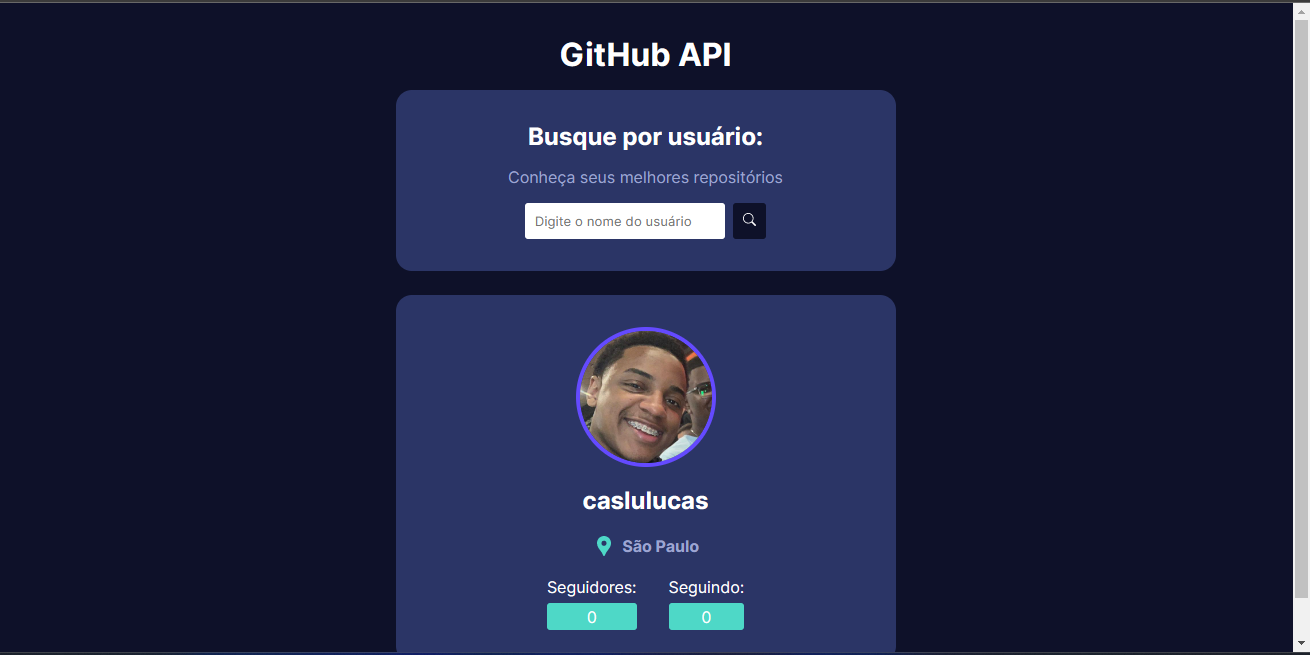 GitHub API
Busque por usuário:
Conheça seus melhores repositórios
Digite o nome do usuário
caslulucas
São Paulo
Seguidores: Seguindo:
0 0